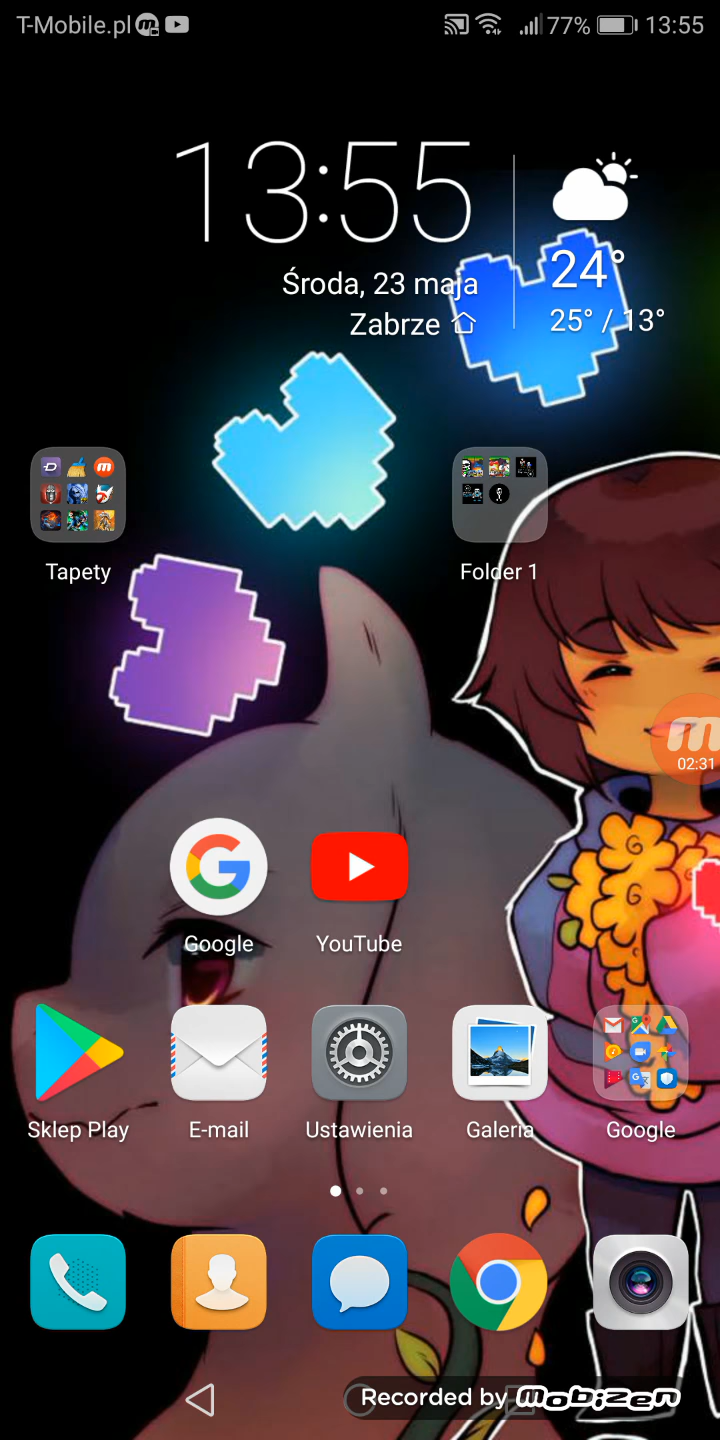 T-Mobile.pl 77% 13:55
13:55
Środa, 23 maja
Zabrze
24°
25° / 13°
Tapety Folder 1
02:31
Google YouTube
Sklep Play E-mail Ustawienia Galeria Google
Recorded by Mobizen